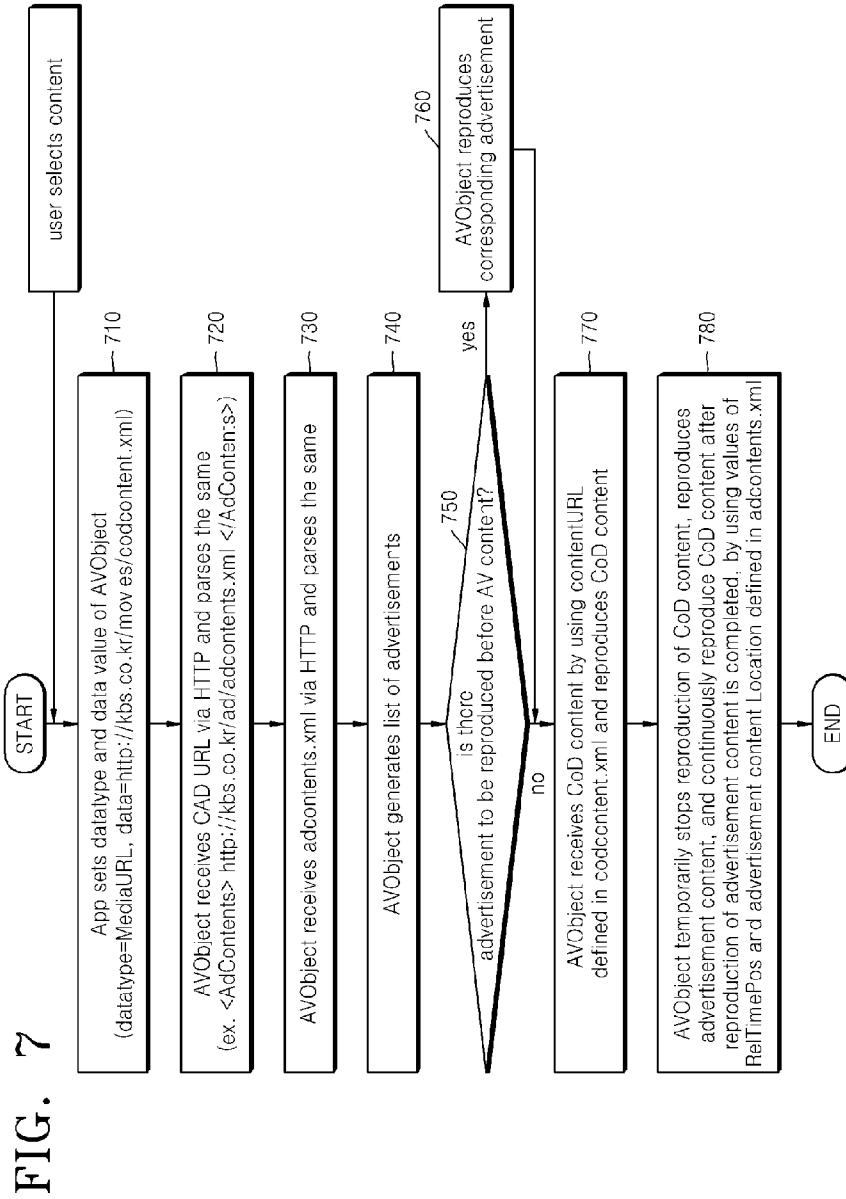 FIG. 7
START
user selects content
710
App sets datatype and data value of AVObject
(datatype=MediaURL, data=http://kbs.co.kr/movies/codcontent.xml)
720
AVObject receives CAD URL via HTTP and parses the same
(ex. <AdContents> http://kbs.co.kr/ad/adcontents.xml </AdContents>)
730
AVObject receives adcontents.xml via HTTP and parses the same
740
AVObject generates list of advertisements
750
is there
advertisement to be reproduced before AV content?
yes
760
AVObject reproduces
corresponding advertisement
no
770
AVObject receives CoD content by using contentURL
defined in codcontent.xml and reproduces CoD content
780
AVObject temporarily stops reproduction of CoD content, reproduces
advertisement content, and continuously reproduce CoD content after
reproduction of advertisement content is completed, by using values of
RelTimePos and advertisement content Location defined in adcontents.xml
END